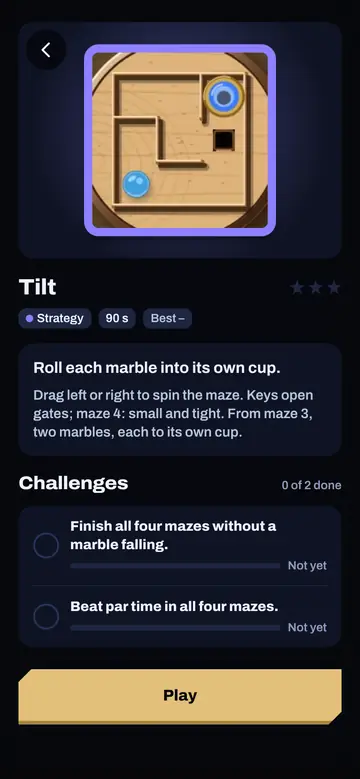 Tilt
Strategy
90 s
Best –
Roll each marble into its own cup.
Drag left or right to spin the maze. Keys open
gates; maze 4: small and tight. From maze 3,
two marbles, each to its own cup.
Challenges
0 of 2 done
Finish all four mazes without a
marble falling.
Not yet
Beat par time in all four mazes.
Not yet
Play